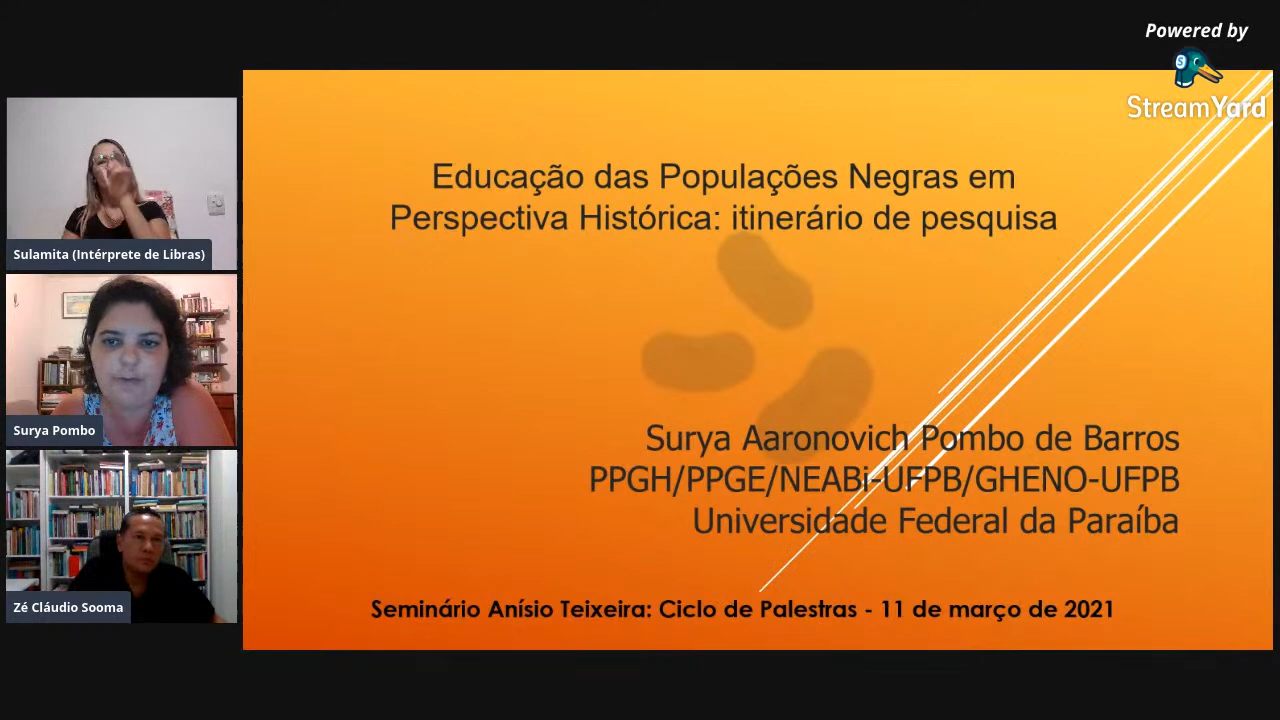 Powered by
StreamYard
Sulamita (Intérprete de Libras)
Surya Pombo
Zé Cláudio Sooma
Educação das Populações Negras em
Perspectiva Histórica: itinerário de pesquisa
Surya Aaronovich Pombo de Barros
PPGH/PPGE/NEABi-UFPB/GHENO-UFPB
Universidade Federal da Paraíba
Seminário Anísio Teixeira: Ciclo de Palestras - 11 de março de 2021